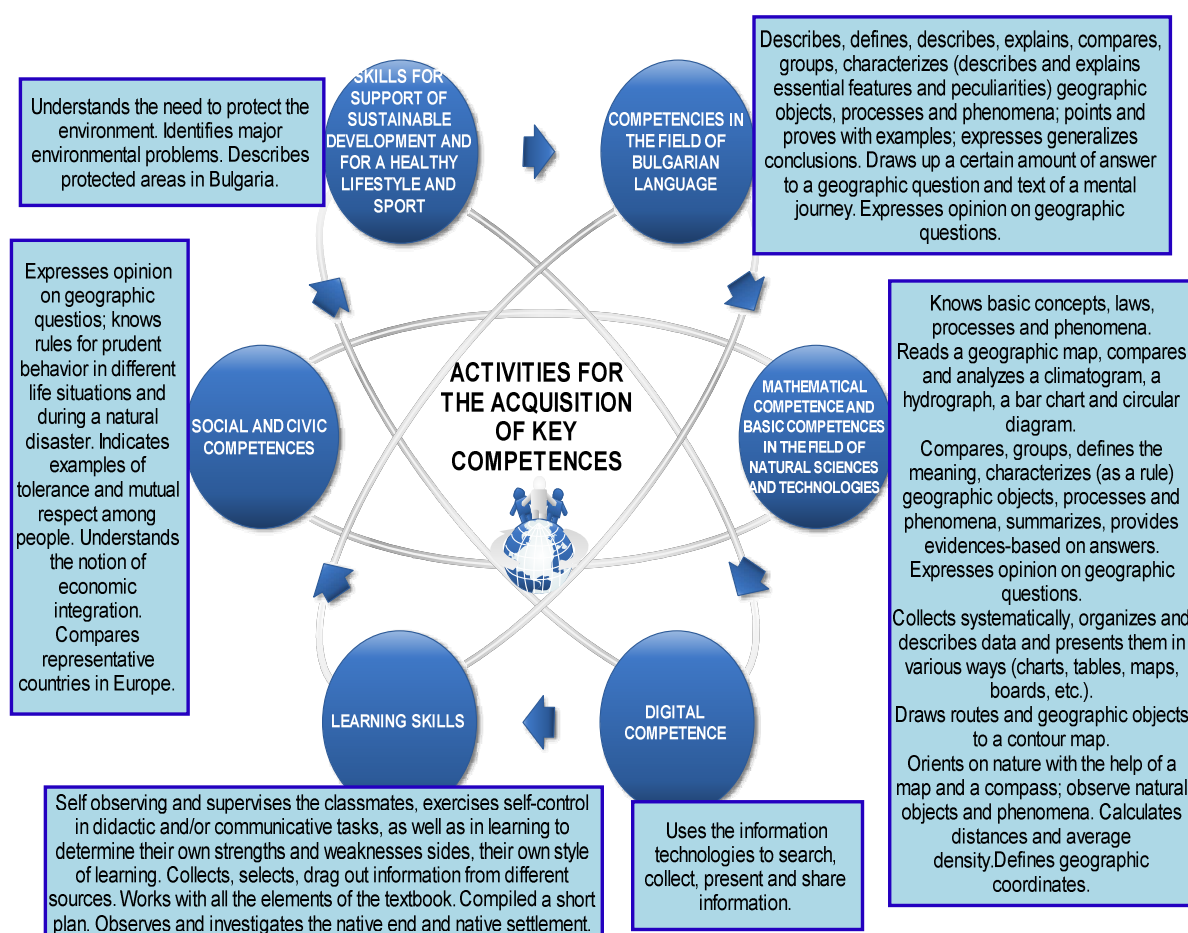 Understands the need to protect the
environment. Identifies major
environmental problems. Describes
protected areas in Bulgaria.
SKILLS FOR
SUPPORT OF
SUSTAINABLE
DEVELOPMENT AND
FOR A HEALTHY
LIFESTYLE AND
SPORT
COMPETENCIES IN
THE FIELD OF
BULGARIAN
LANGUAGE
Describes, defines, describes, explains, compares,
groups, characterizes (describes and explains
essential features and peculiarities) geographic
objects, processes and phenomena; points and
proves with examples; expresses generalizes
conclusions. Draws up a certain amount of answer
to a geographic question and text of a mental
journey. Expresses opinion on geographic
questions.
Expresses opinion
on geographic
questios; knows
rules for prudent
behavior in different
life situations and
during a natural
disaster. Indicates
examples of
tolerance and mutual
respect among
people. Understands
the notion of
economic
integration.
Compares
representative
countries in Europe.
SOCIAL AND CIVIC
COMPETENCES
ACTIVITIES FOR
THE ACQUISITION
OF KEY
COMPETENCES
MATHEMATICAL
COMPETENCE AND
BASIC COMPETENCES
IN THE FIELD OF
NATURAL SCIENCES
AND TECHNOLOGIES
Knows basic concepts, laws,
processes and phenomena.
Reads a geographic map, compares
and analyzes a climatogram, a
hydrograph, a bar chart and circular
diagram.
Compares, groups, defines the
meaning, characterizes (as a rule)
geographic objects, processes and
phenomena, summarizes, provides
evidences-based on answers.
Expresses opinion on geographic
questions.
Collects systematically, organizes and
describes data and presents them in
various ways (charts, tables, maps,
boards, etc.).
Draws routes and geographic objects
to a contour map.
Orients on nature with the help of a
map and a compass; observe natural
objects and phenomena. Calculates
distances and average
density.Defines geographic
coordinates.
LEARNING SKILLS
DIGITAL
COMPETENCE
Self observing and supervises the classmates, exercises self-control
in didactic and/or communicative tasks, as well as in learning to
determine their own strengths and weaknesses sides, their own style
of learning. Collects, selects, drag out information from different
sources. Works with all the elements of the textbook. Compiled a short
plan. Observes and investigates the native end and native settlement.
Uses the information
technologies to search,
collect, present and share
information.